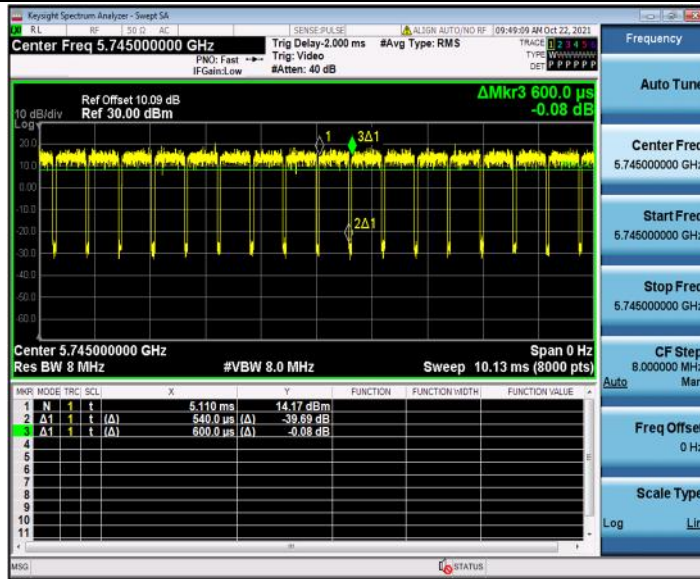 Keysight Spectrum Analyzer - Swept SA
RL RF 50 Ω AC SENSE:PULSE ALIGN AUTO/NO RF 09:49:09 AM Oct 22, 2021
Center Freq 5.745000000 GHz
Trig Delay-2.000 ms #Avg Type: RMS
TRACE 1 2 3 4 5 6
PNO: Fast Trig: Video
TYPE W
IFGain:Low #Atten: 40 dB
DET P P P P P P
ΔMkr3 600.0 µs
-0.08 dB
Ref Offset 10.09 dB
10 dB/div Ref 30.00 dBm
Log
20.0
10.0
0.00
-10.0
-20.0
-30.0
-40.0
-50.0
-60.0
1
3Δ1
2Δ1
Center 5.745000000 GHz Span 0 Hz
Res BW 8 MHz #VBW 8.0 MHz Sweep 10.13 ms (8000 pts)
MKR MODE TRC SCL X Y FUNCTION FUNCTION WIDTH FUNCTION VALUE
1 N 1 t 5.110 ms 14.17 dBm
2 Δ1 1 t (Δ) 540.0 µs (Δ) -39.69 dB
3 Δ1 1 t (Δ) 600.0 µs (Δ) -0.08 dB
4
5
6
7
8
9
10
11
MSG STATUS
Frequency
Auto Tune
Center Freq
5.745000000 GHz
Start Freq
5.745000000 GHz
Stop Freq
5.745000000 GHz
CF Step
8.000000 MHz
Auto Man
Freq Offset
0 Hz
Scale Type
Log Lin